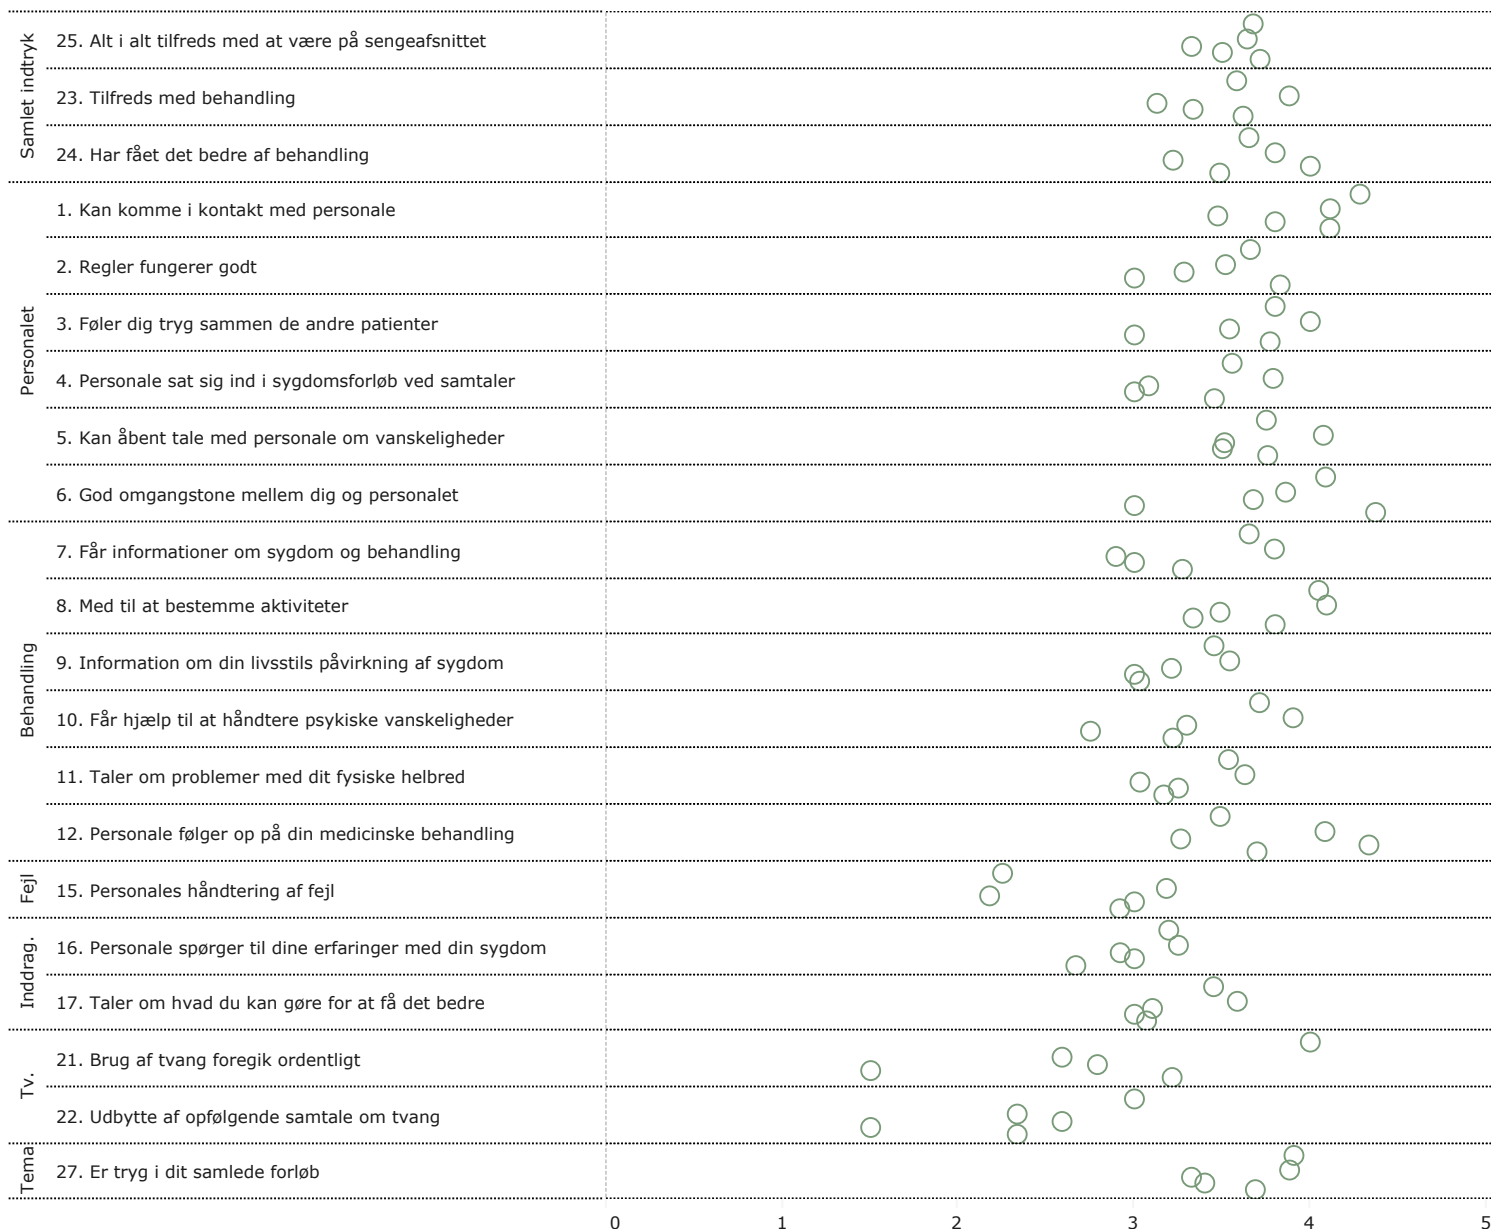 Samlet indtryk
25. Alt i alt tilfreds med at være på sengeafsnittet
23. Tilfreds med behandling
24. Har fået det bedre af behandling
Personalet
1. Kan komme i kontakt med personale
2. Regler fungerer godt
3. Føler dig tryg sammen de andre patienter
4. Personale sat sig ind i sygdomsforløb ved samtaler
5. Kan åbent tale med personale om vanskeligheder
6. God omgangstone mellem dig og personalet
Behandling
7. Får informationer om sygdom og behandling
8. Med til at bestemme aktiviteter
9. Information om din livsstils påvirkning af sygdom
10. Får hjælp til at håndtere psykiske vanskeligheder
11. Taler om problemer med dit fysiske helbred
12. Personale følger op på din medicinske behandling
Fejl
15. Personales håndtering af fejl
Inddrag.
16. Personale spørger til dine erfaringer med din sygdom
17. Taler om hvad du kan gøre for at få det bedre
Tv.
21. Brug af tvang foregik ordentligt
22. Udbytte af opfølgende samtale om tvang
Tema
27. Er tryg i dit samlede forløb
0 1 2 3 4 5